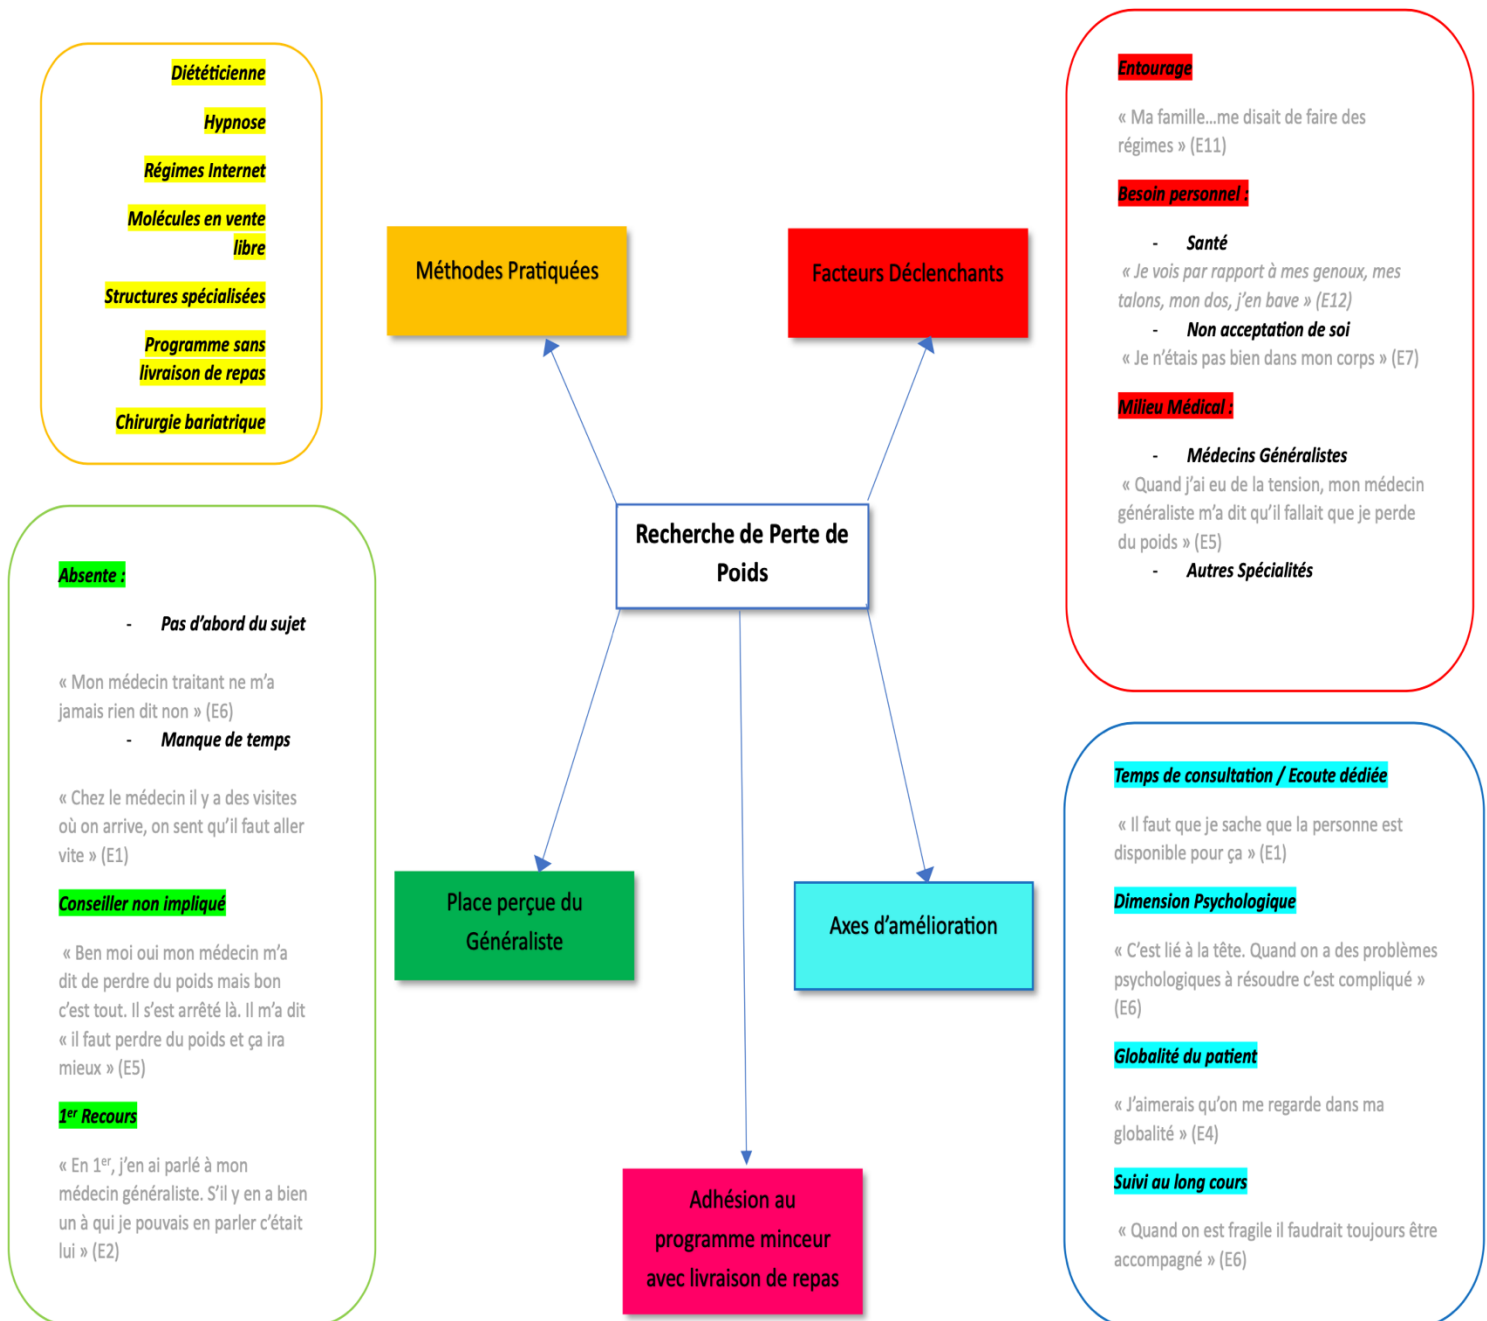 Diététicienne
Hypnose
Régimes Internet
Molécules en vente
libre
Structures spécialisées
Programme sans
livraison de repas
Chirurgie bariatrique
Méthodes Pratiquées
Facteurs Déclenchants
Entourage
« Ma famille...me disait de faire des
régimes » (E11)
Besoin personnel :
- Santé
« Je vois par rapport à mes genoux, mes
talons, mon dos, j'en bave » (E12)
- Non acceptation de soi
« Je n'étais pas bien dans mon corps » (E7)
Milieu Médical :
- Médecins Généralistes
« Quand j'ai eu de la tension, mon médecin
généraliste m'a dit qu'il fallait que je perde
du poids » (E5)
- Autres Spécialités
Recherche de Perte de
Poids
Absente :
- Pas d'abord du sujet
« Mon médecin traitant ne m'a
jamais rien dit non » (E6)
- Manque de temps
« Chez le médecin il y a des visites
où on arrive, on sent qu'il faut aller
vite » (E1)
Conseiller non impliqué
« Ben moi oui mon médecin m'a
dit de perdre du poids mais bon
c'est tout. Il s'est arrêté là. Il m'a dit
« il faut perdre du poids et ça ira
mieux » (E5)
1er Recours
« En 1er, j'en ai parlé à mon
médecin généraliste. S'il y en a bien
un à qui je pouvais en parler c'était
lui » (E2)
Place perçue du
Généraliste
Axes d'amélioration
Temps de consultation / Ecoute dédiée
« Il faut que je sache que la personne est
disponible pour ça » (E1)
Dimension Psychologique
« C'est lié à la tête. Quand on a des problèmes
psychologiques à résoudre c'est compliqué »
(E6)
Globalité du patient
« J'aimerais qu'on me regarde dans ma
globalité » (E4)
Suivi au long cours
« Quand on est fragile il faudrait toujours être
accompagné » (E6)
Adhésion au
programme minceur
avec livraison de repas